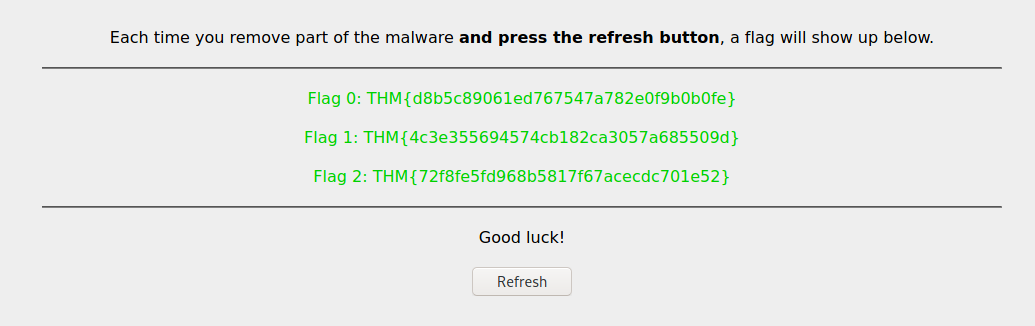 Each time you remove part of the malware and press the refresh button, a flag will show up below.
Flag 0: THM{d8b5c89061ed767547a782e0f9b0b0fe}
Flag 1: THM{4c3e355694574cb182ca3057a685509d}
Flag 2: THM{72f8fe5fd968b5817f67acecdc701e52}
Good luck!
Refresh